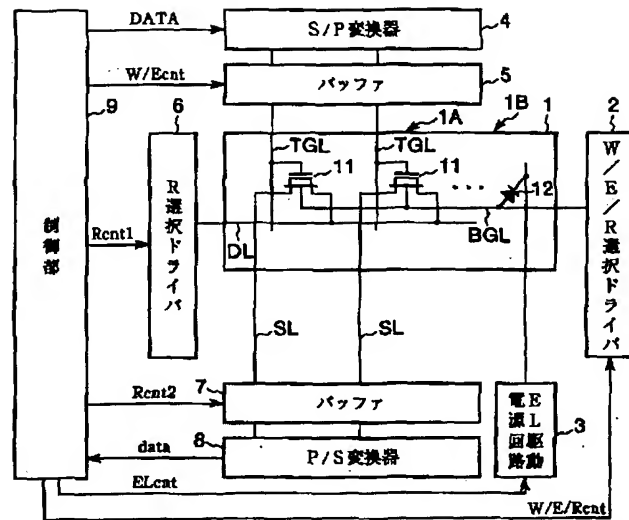 DATA
S/P変換器
4
W/Ecnt
バッファ
5
9
6
1A
1B
1
2
TGL
TGL
11
11
12
制御部
Rcnt1
R選択ドライバ
DL
BGL
W/E/R選択ドライバ
SL
SL
7
Rcnt2
バッファ
EL駆動
電源回路
3
8
data
P/S変換器
ELcnt
W/E/Rcnt